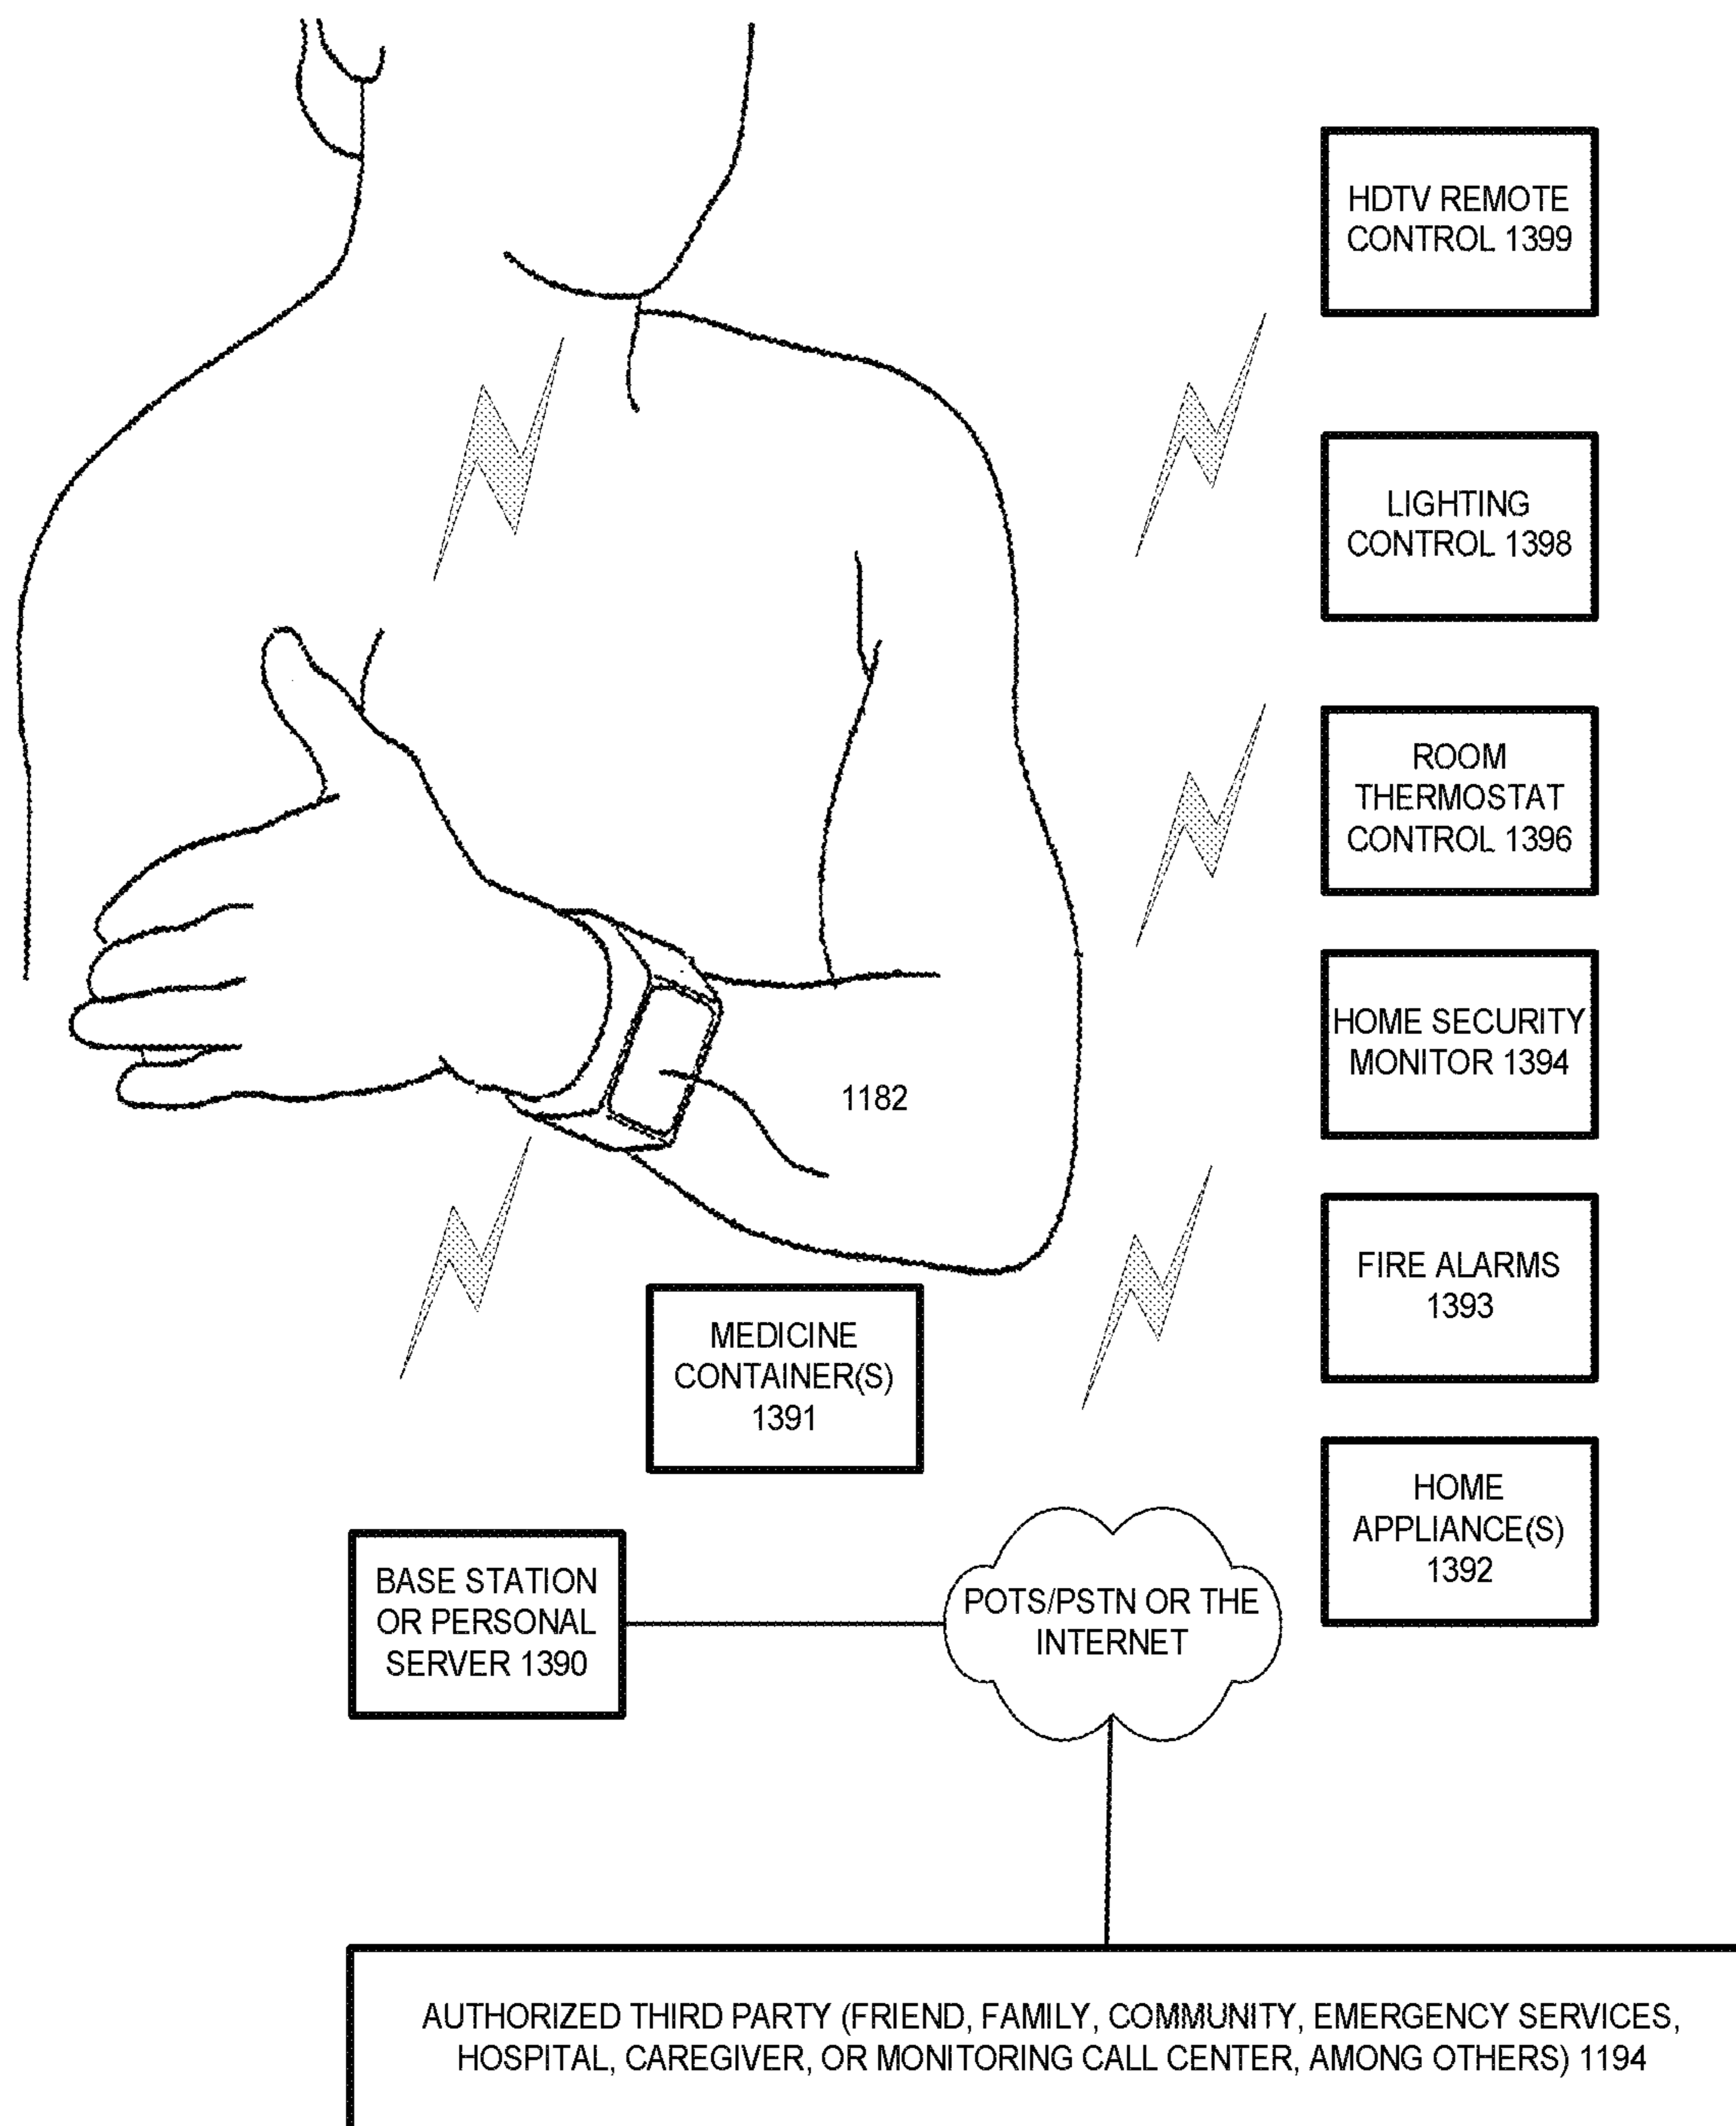 HDTV REMOTE
CONTROL 1399
LIGHTING
CONTROL 1398
ROOM
THERMOSTAT
CONTROL 1396
HOME SECURITY
MONITOR 1394
1182
FIRE ALARMS
1393
MEDICINE
CONTAINER(S)
1391
HOME
APPLIANCE(S)
1392
BASE STATION
OR PERSONAL
SERVER 1390
POTS/PSTN OR THE
INTERNET
AUTHORIZED THIRD PARTY (FRIEND, FAMILY, COMMUNITY, EMERGENCY SERVICES,
HOSPITAL, CAREGIVER, OR MONITORING CALL CENTER, AMONG OTHERS) 1194